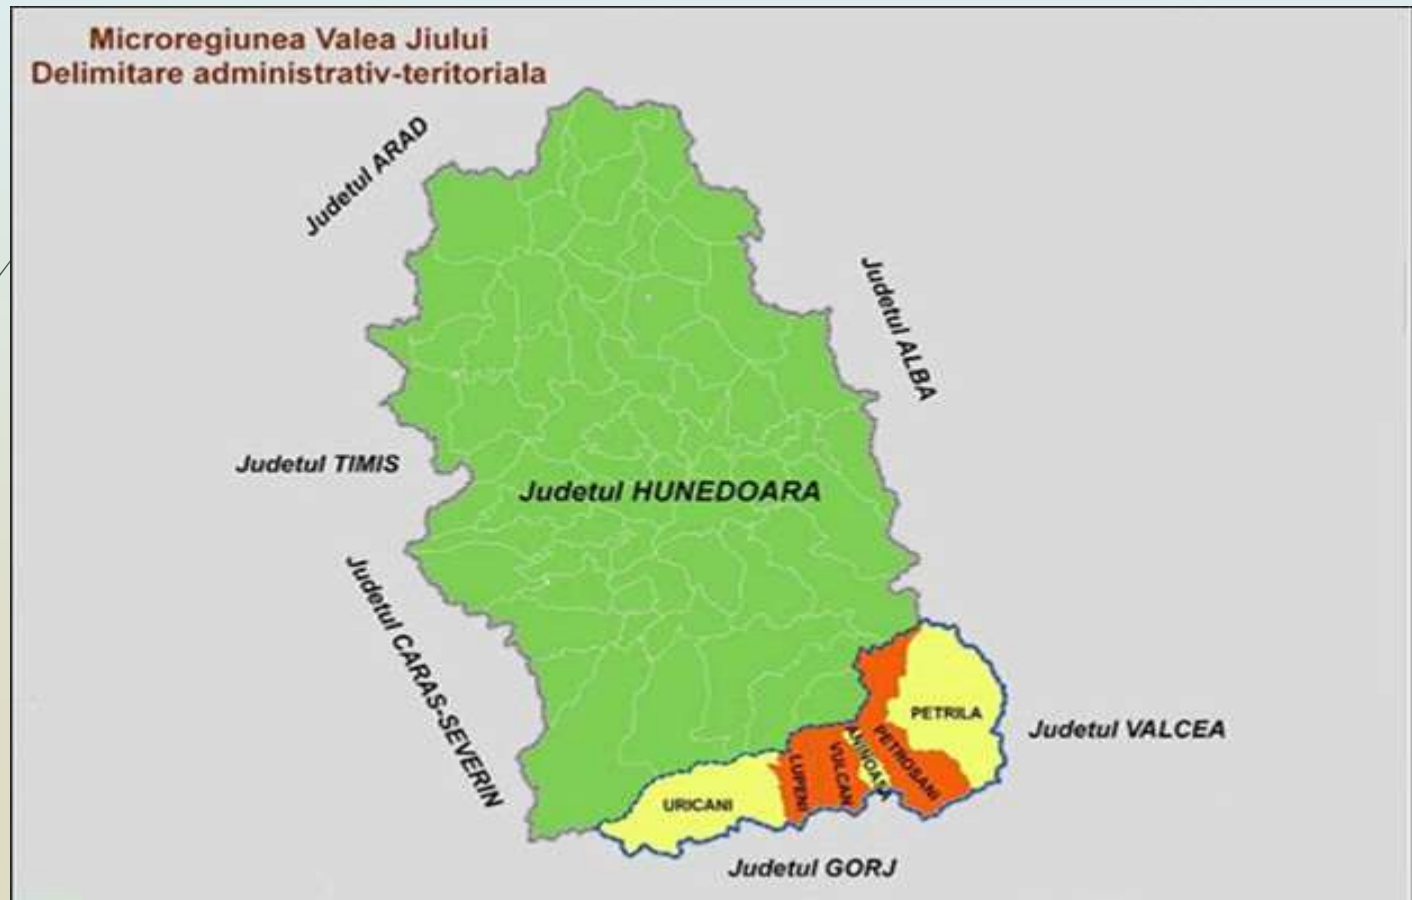 Microregiunea Valea Jiului
Delimitare administrativ-teritoriala
Judetul ARAD
Judetul ALBA
Judetul TIMIS
Judetul HUNEDOARA
Judetul CARAS-SEVERIN
PETRILA
Judetul VALCEA
PETROSANI
ANINOASA
VULCAN
LUPENI
URICANI
Judetul GORJ